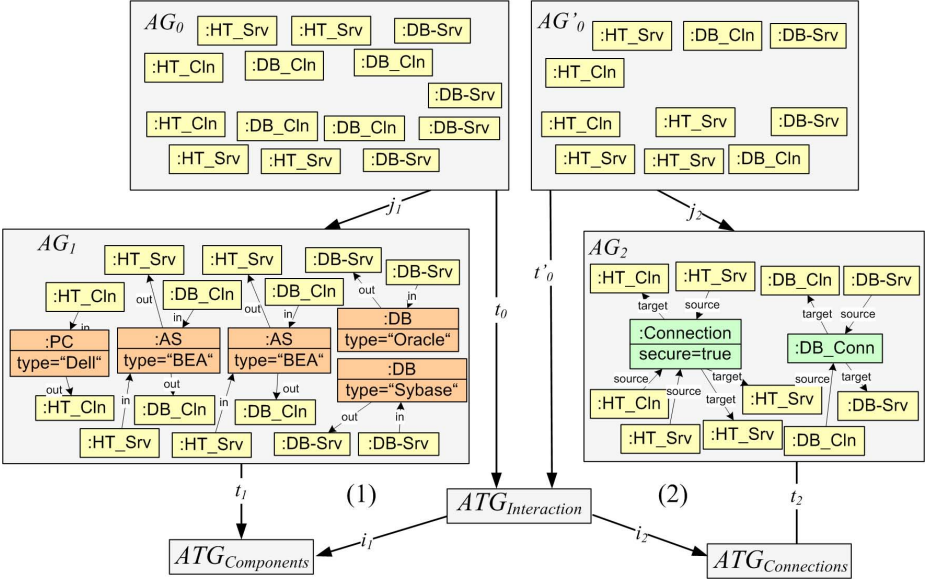 AG0 AG'0
:HT_Srv :HT_Srv :DB-Srv :HT_Srv :DB_Cln :DB-Srv
:HT_Cln :DB_Cln :DB_Cln :HT_Cln
:DB-Srv
:HT_Cln :DB_Cln :DB_Cln :DB-Srv :HT_Cln :HT_Srv :DB-Srv
:HT_Srv :HT_Srv :DB-Srv :HT_Srv :HT_Srv :DB_Cln
j1 j2
AG1
:HT_Srv :HT_Srv :DB-Srv
:DB-Srv
:HT_Cln :DB_Cln :DB_Cln
out out out in
in in in
:PC
type=“Dell“
:AS
type=“BEA“
:AS
type=“BEA“
:DB
type=“Oracle“
:DB
type=“Sybase“
out out out
in in out in
:HT_Cln :DB_Cln :DB_Cln
:HT_Srv :HT_Srv :DB-Srv :DB-Srv
t0 t'0
AG2
:HT_Cln :HT_Srv :DB_Cln :DB-Srv
target source target source
:Connection
secure=true
:DB_Conn
source target source target
source target
:HT_Cln :HT_Srv :DB-Srv
:HT_Srv :HT_Srv :DB_Cln
t1 (1) (2) t2
ATGInteraction
i1 i2
ATGComponents ATGConnections